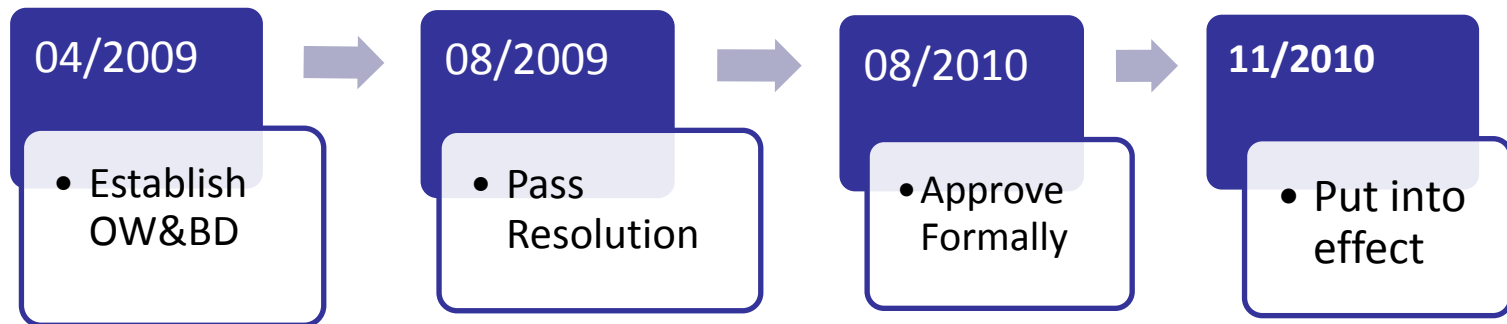 04/2009
• Establish
OW&BD
08/2009
• Pass
Resolution
08/2010
•Approve
Formally
11/2010
• Put into
effect